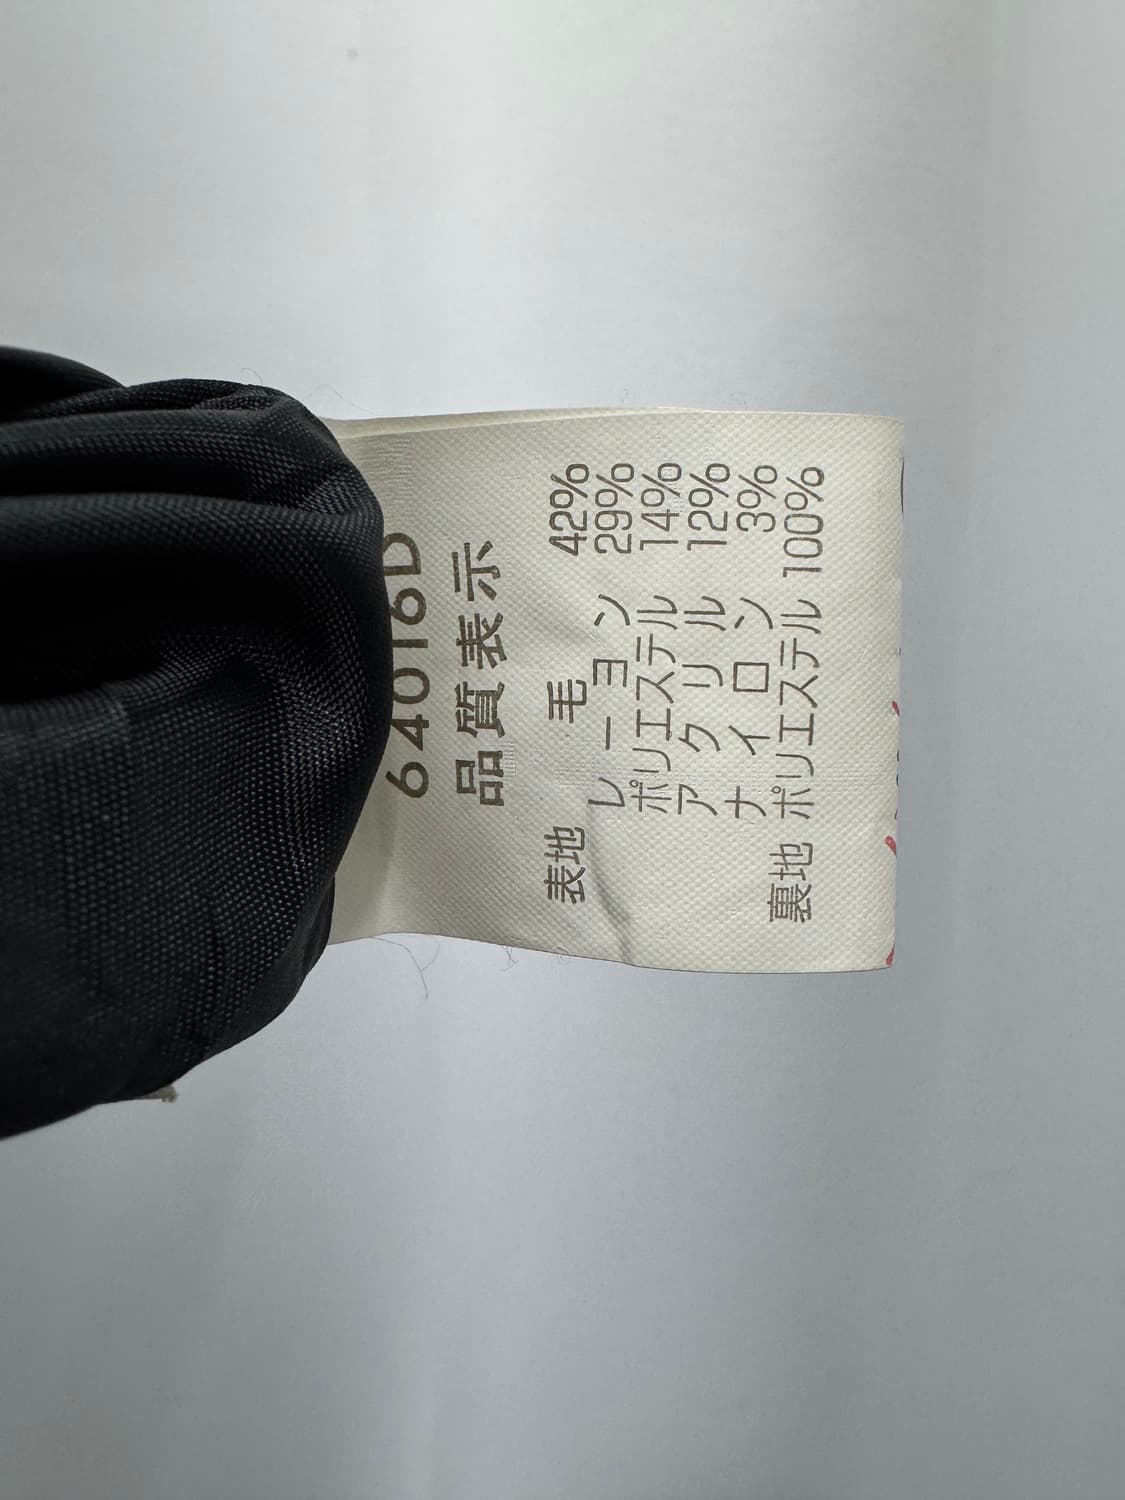 64016D
品質表示
表地 毛 42%
レーヨン 29%
ポリエステル 14%
アクリル 12%
ナイロン 3%
裏地 ポリエステル 100%